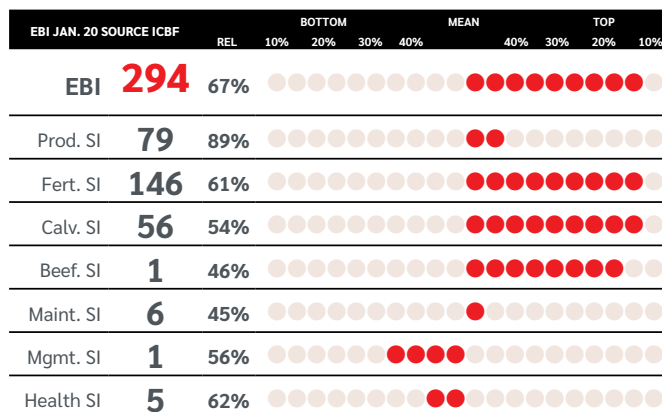 EBI JAN. 20 SOURCE ICBF BOTTOM MEAN TOP
REL 10% 20% 30% 40% 40% 30% 20% 10%
EBI 294 67%
Prod. SI 79 89%
Fert. SI 146 61%
Calv. SI 56 54%
Beef. SI 1 46%
Maint. SI 6 45%
Mgmt. SI 1 56%
Health SI 5 62%